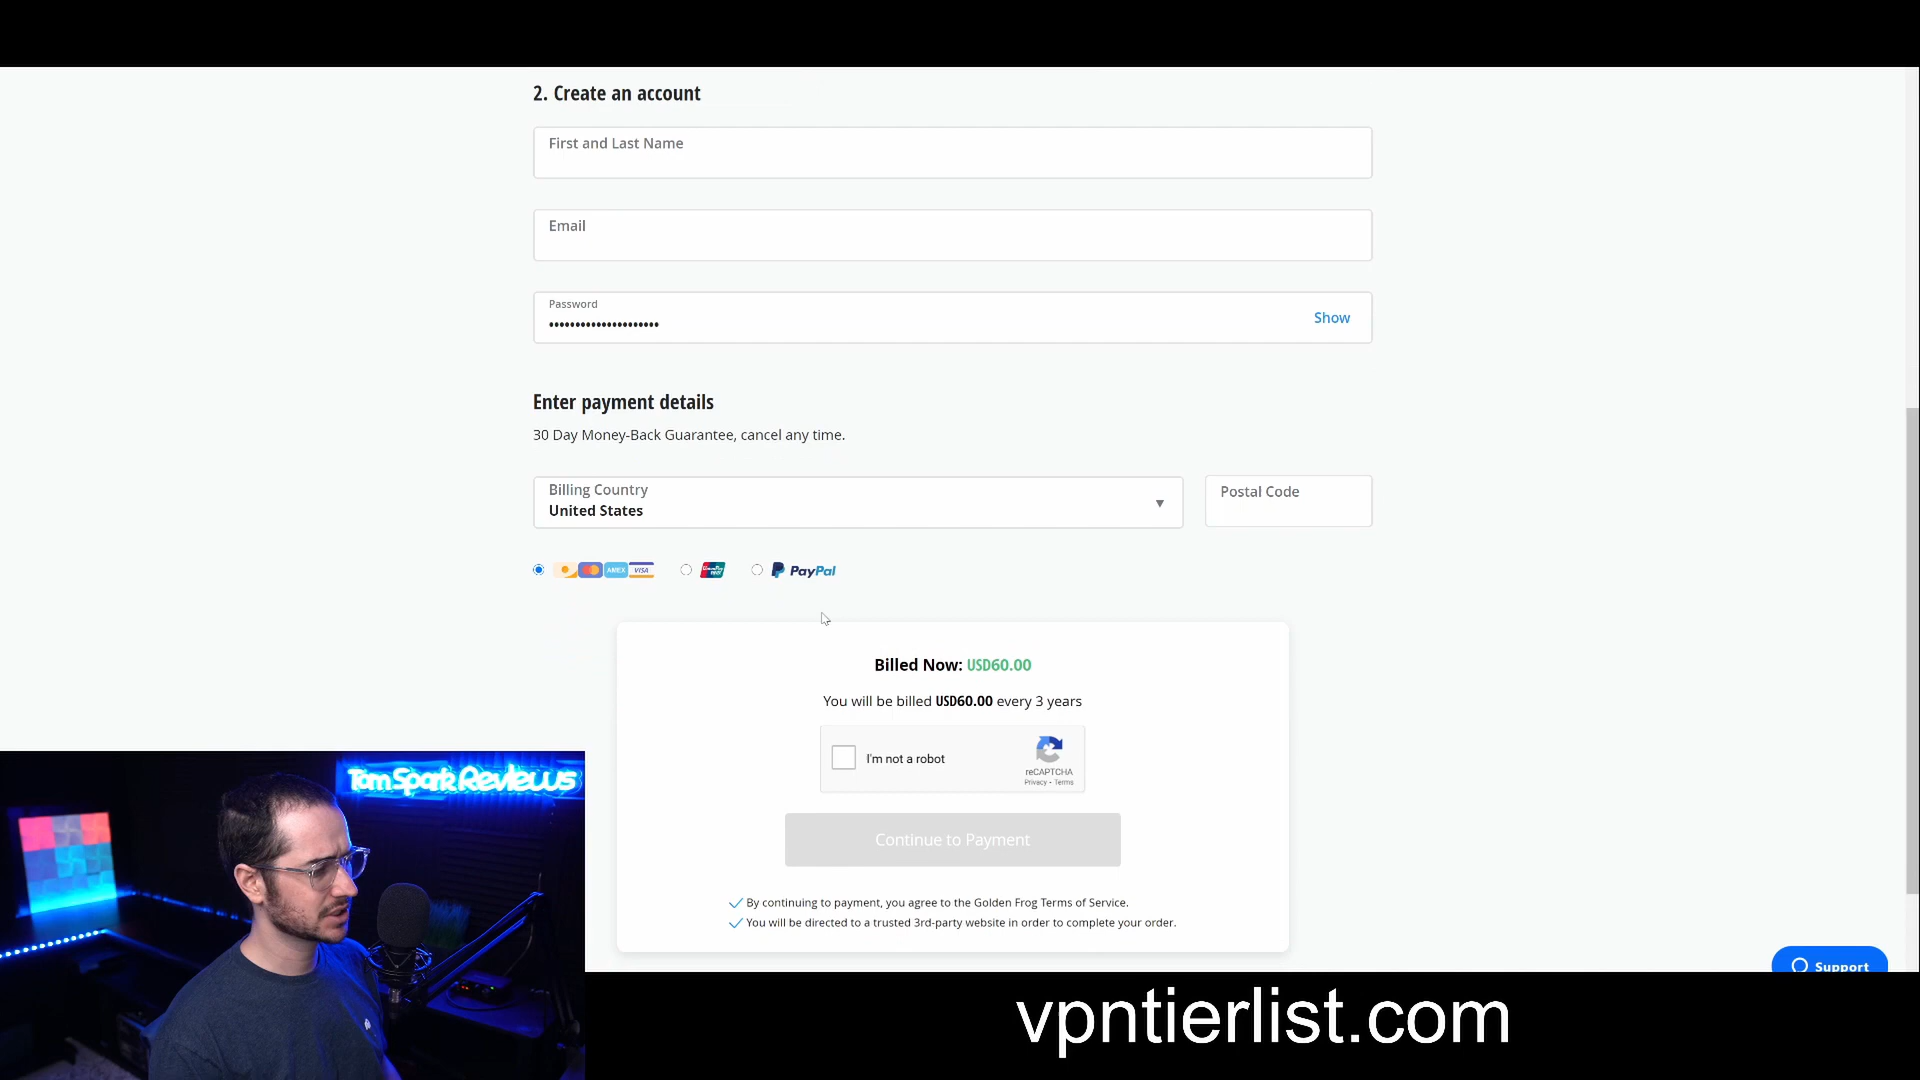 2. Create an account
First and Last Name
Email
Password
•••••••••••••••••••••
Show
Enter payment details
30 Day Money-Back Guarantee, cancel any time.
Billing Country
United States
Postal Code
AMEX VISA PayPal
Billed Now: USD60.00
You will be billed USD60.00 every 3 years
I'm not a robot
reCAPTCHA
Privacy - Terms
Continue to Payment
By continuing to payment, you agree to the Golden Frog Terms of Service.
You will be directed to a trusted 3rd-party website in order to complete your order.
Support
Tom Spark Reviews
vpntierlist.com